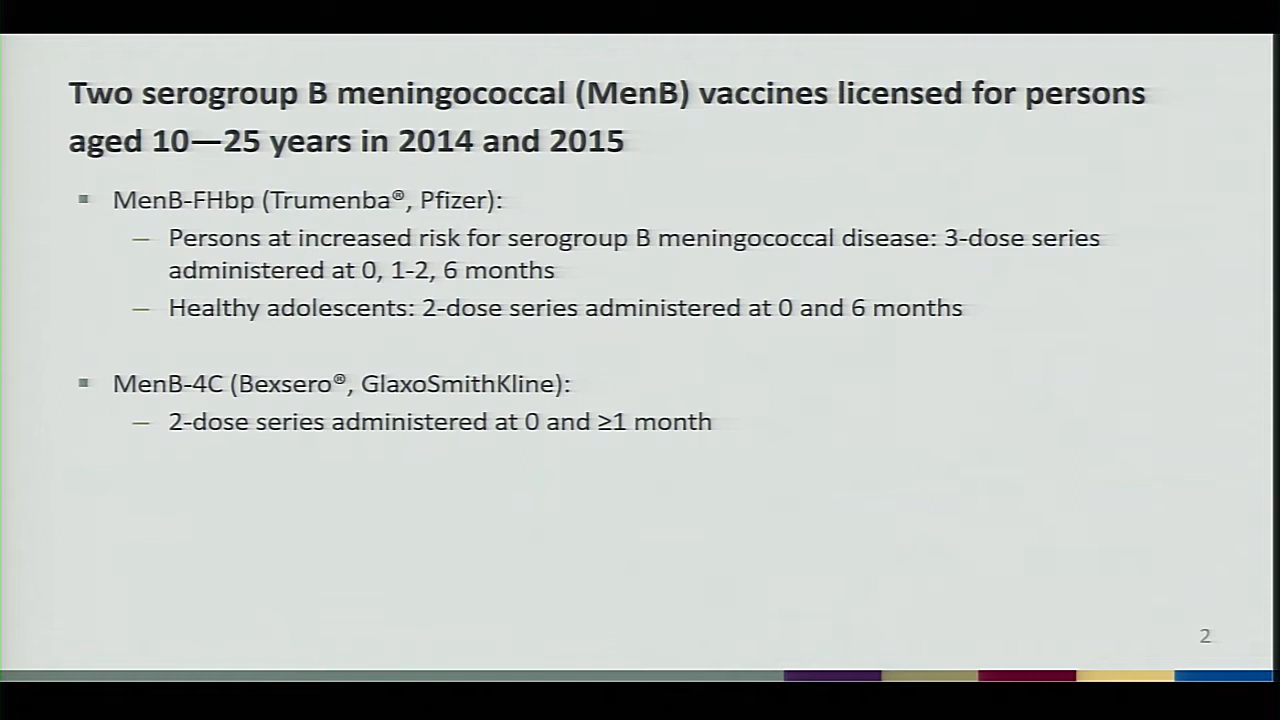 Two serogroup B meningococcal (MenB) vaccines licensed for persons
aged 10—25 years in 2014 and 2015
▪ MenB-FHbp (Trumenba®, Pfizer):
— Persons at increased risk for serogroup B meningococcal disease: 3-dose series
administered at 0, 1-2, 6 months
— Healthy adolescents: 2-dose series administered at 0 and 6 months
▪ MenB-4C (Bexsero®, GlaxoSmithKline):
— 2-dose series administered at 0 and ≥1 month
2